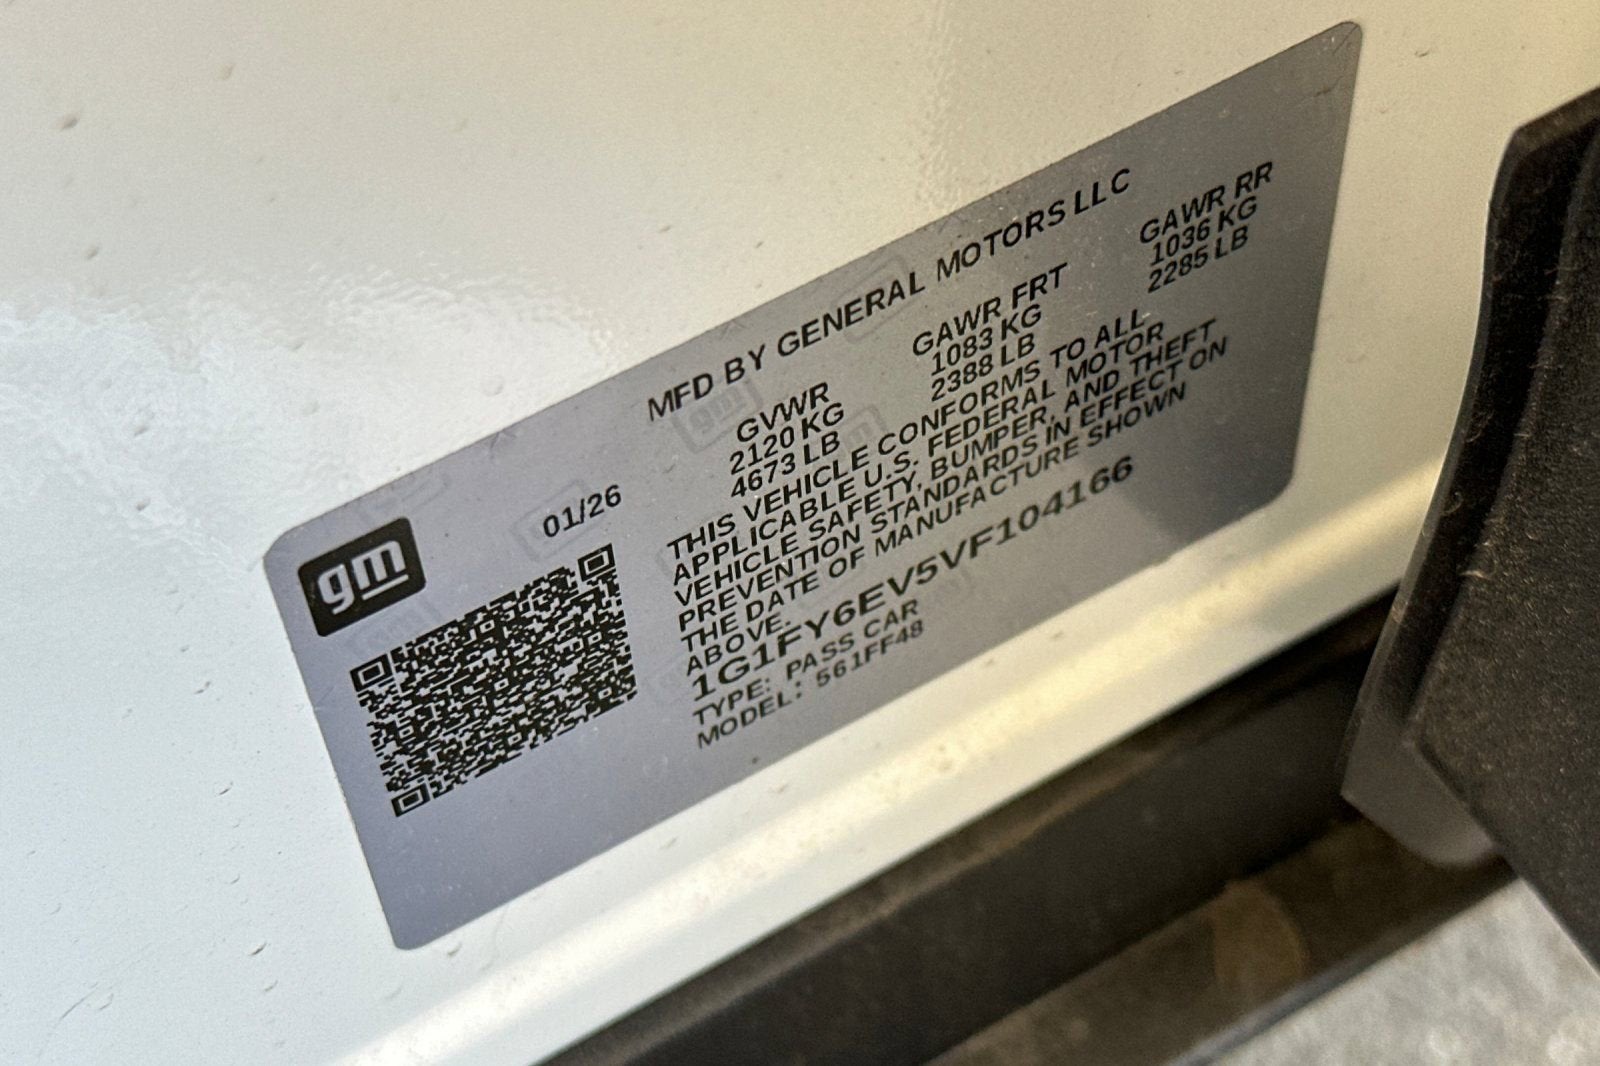 MFD BY GENERAL MOTORS LLC
gm
01/26
GVWR GAWR FRT GAWR RR
2120 KG 1083 KG 1036 KG
4673 LB 2388 LB 2285 LB
THIS VEHICLE CONFORMS TO ALL
APPLICABLE U.S. FEDERAL MOTOR
VEHICLE SAFETY, BUMPER, AND THEFT
PREVENTION STANDARDS IN EFFECT ON
THE DATE OF MANUFACTURE SHOWN
ABOVE.
1G1FY6EV5VF104166
TYPE: PASS CAR
MODEL: 561FF48